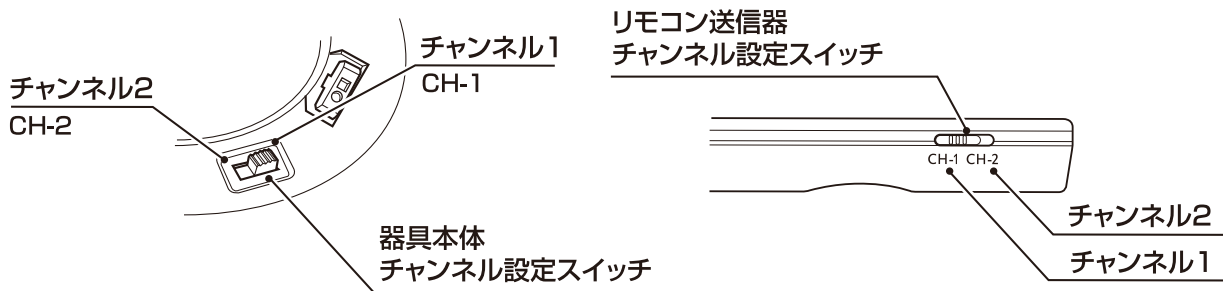 チャンネル1
CH-1
チャンネル2
CH-2
器具本体
チャンネル設定スイッチ
リモコン送信器
チャンネル設定スイッチ
CH-1 CH-2
チャンネル2
チャンネル1